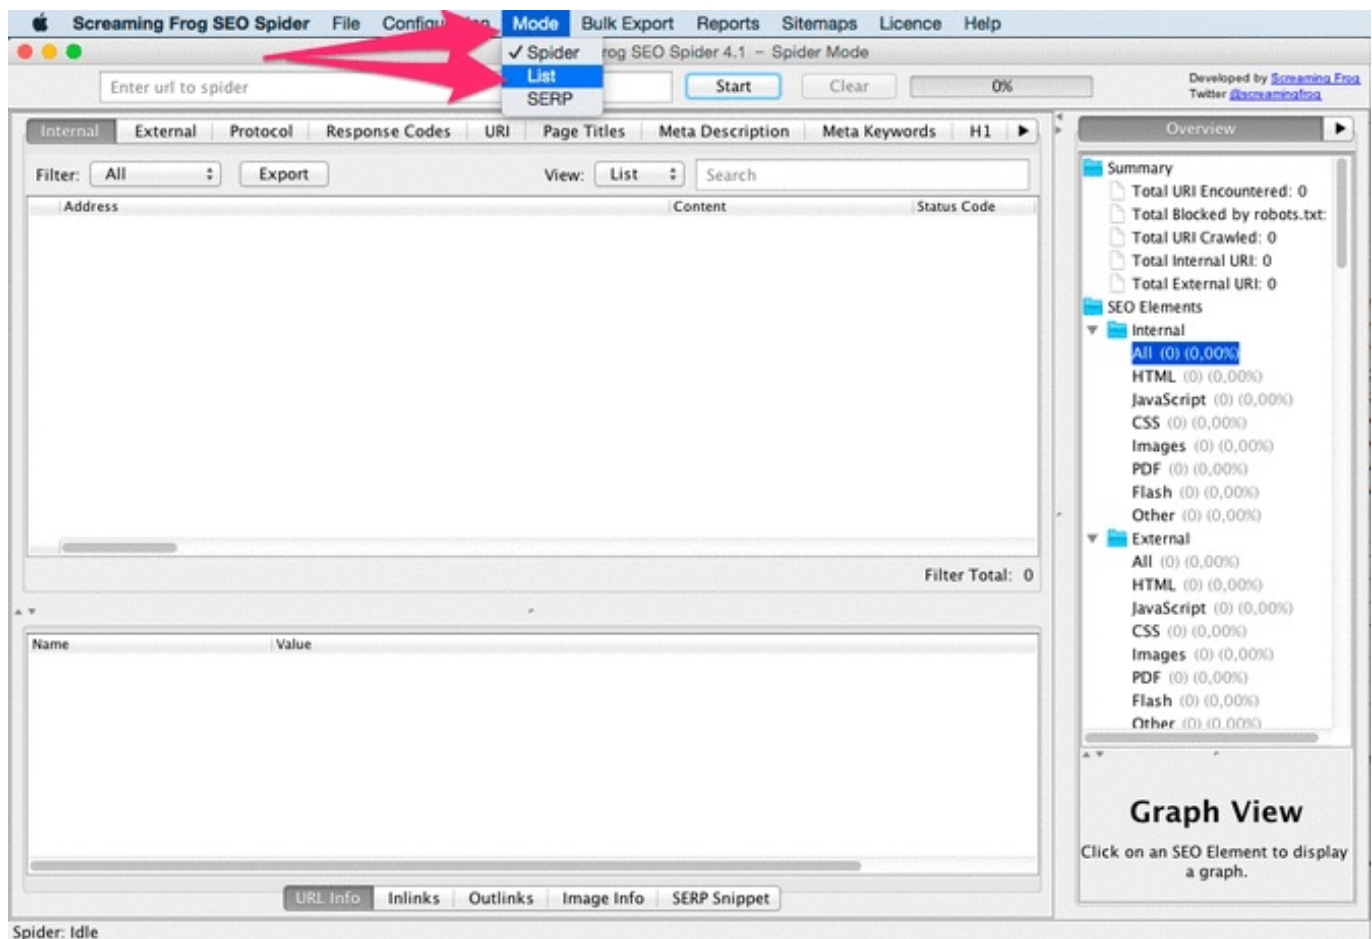 Screaming Frog SEO Spider File Mode Bulk Export Reports Sitemaps Licence Help
✓ Spider rog SEO Spider 4.1 – Spider Mode
List
SERP
Enter url to spider Start Clear 0%
Developed by Screaming Frog
Twitter @screamingfrog
Internal External Protocol Response Codes URI Page Titles Meta Description Meta Keywords H1
Filter: All Export View: List Search
Address Content Status Code
Filter Total: 0
Name Value
URL Info Inlinks Outlinks Image Info SERP Snippet
Spider: Idle
Overview
Summary
Total URI Encountered: 0
Total Blocked by robots.txt:
Total URI Crawled: 0
Total Internal URI: 0
Total External URI: 0
SEO Elements
Internal
All (0) (0,00%)
HTML (0) (0,00%)
JavaScript (0) (0,00%)
CSS (0) (0,00%)
Images (0) (0,00%)
PDF (0) (0,00%)
Flash (0) (0,00%)
Other (0) (0,00%)
External
All (0) (0,00%)
HTML (0) (0,00%)
JavaScript (0) (0,00%)
CSS (0) (0,00%)
Images (0) (0,00%)
PDF (0) (0,00%)
Flash (0) (0,00%)
Other (0) (0,00%)
Graph View
Click on an SEO Element to display
a graph.